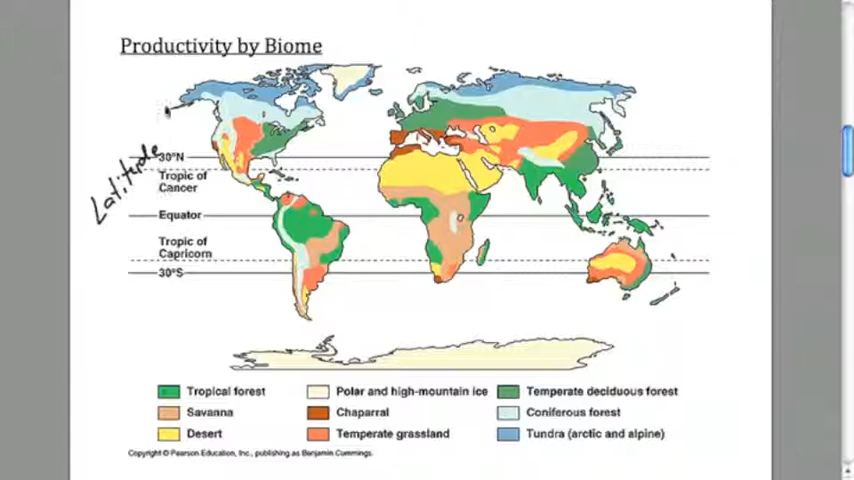 Productivity by Biome
Latitude
30°N
Tropic of
Cancer
Equator
Tropic of
Capricorn
30°S
Tropical forest
Polar and high-mountain ice
Temperate deciduous forest
Savanna
Chaparral
Coniferous forest
Desert
Temperate grassland
Tundra (arctic and alpine)
Copyright © Pearson Education, Inc., publishing as Benjamin Cummings.